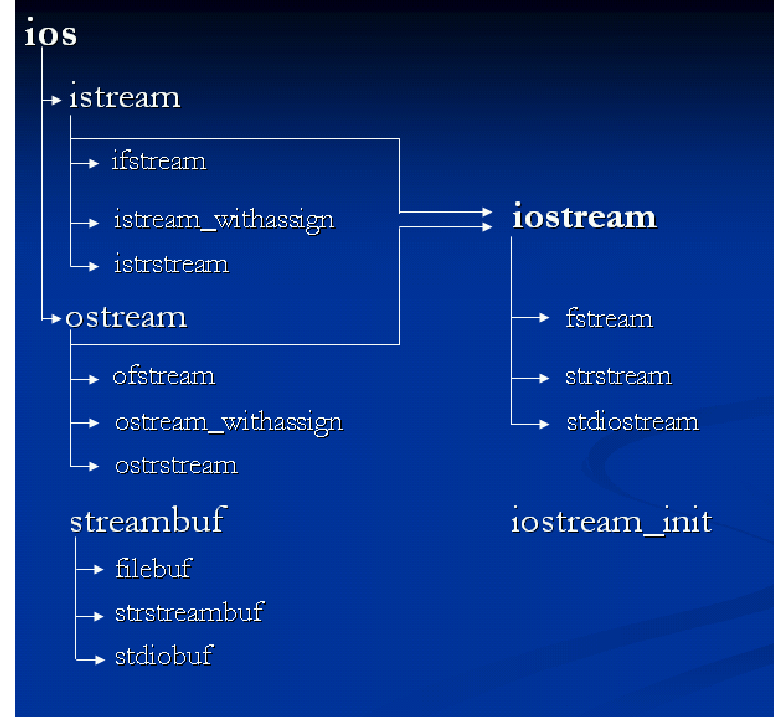 ios
istream
ifstream
istream_withassign
istrstream
ostream
ofstream
ostream_withassign
ostrstream
iostream
fstream
strstream
stdiostream
streambuf
filebuf
strstreambuf
stdiobuf
iostream_init